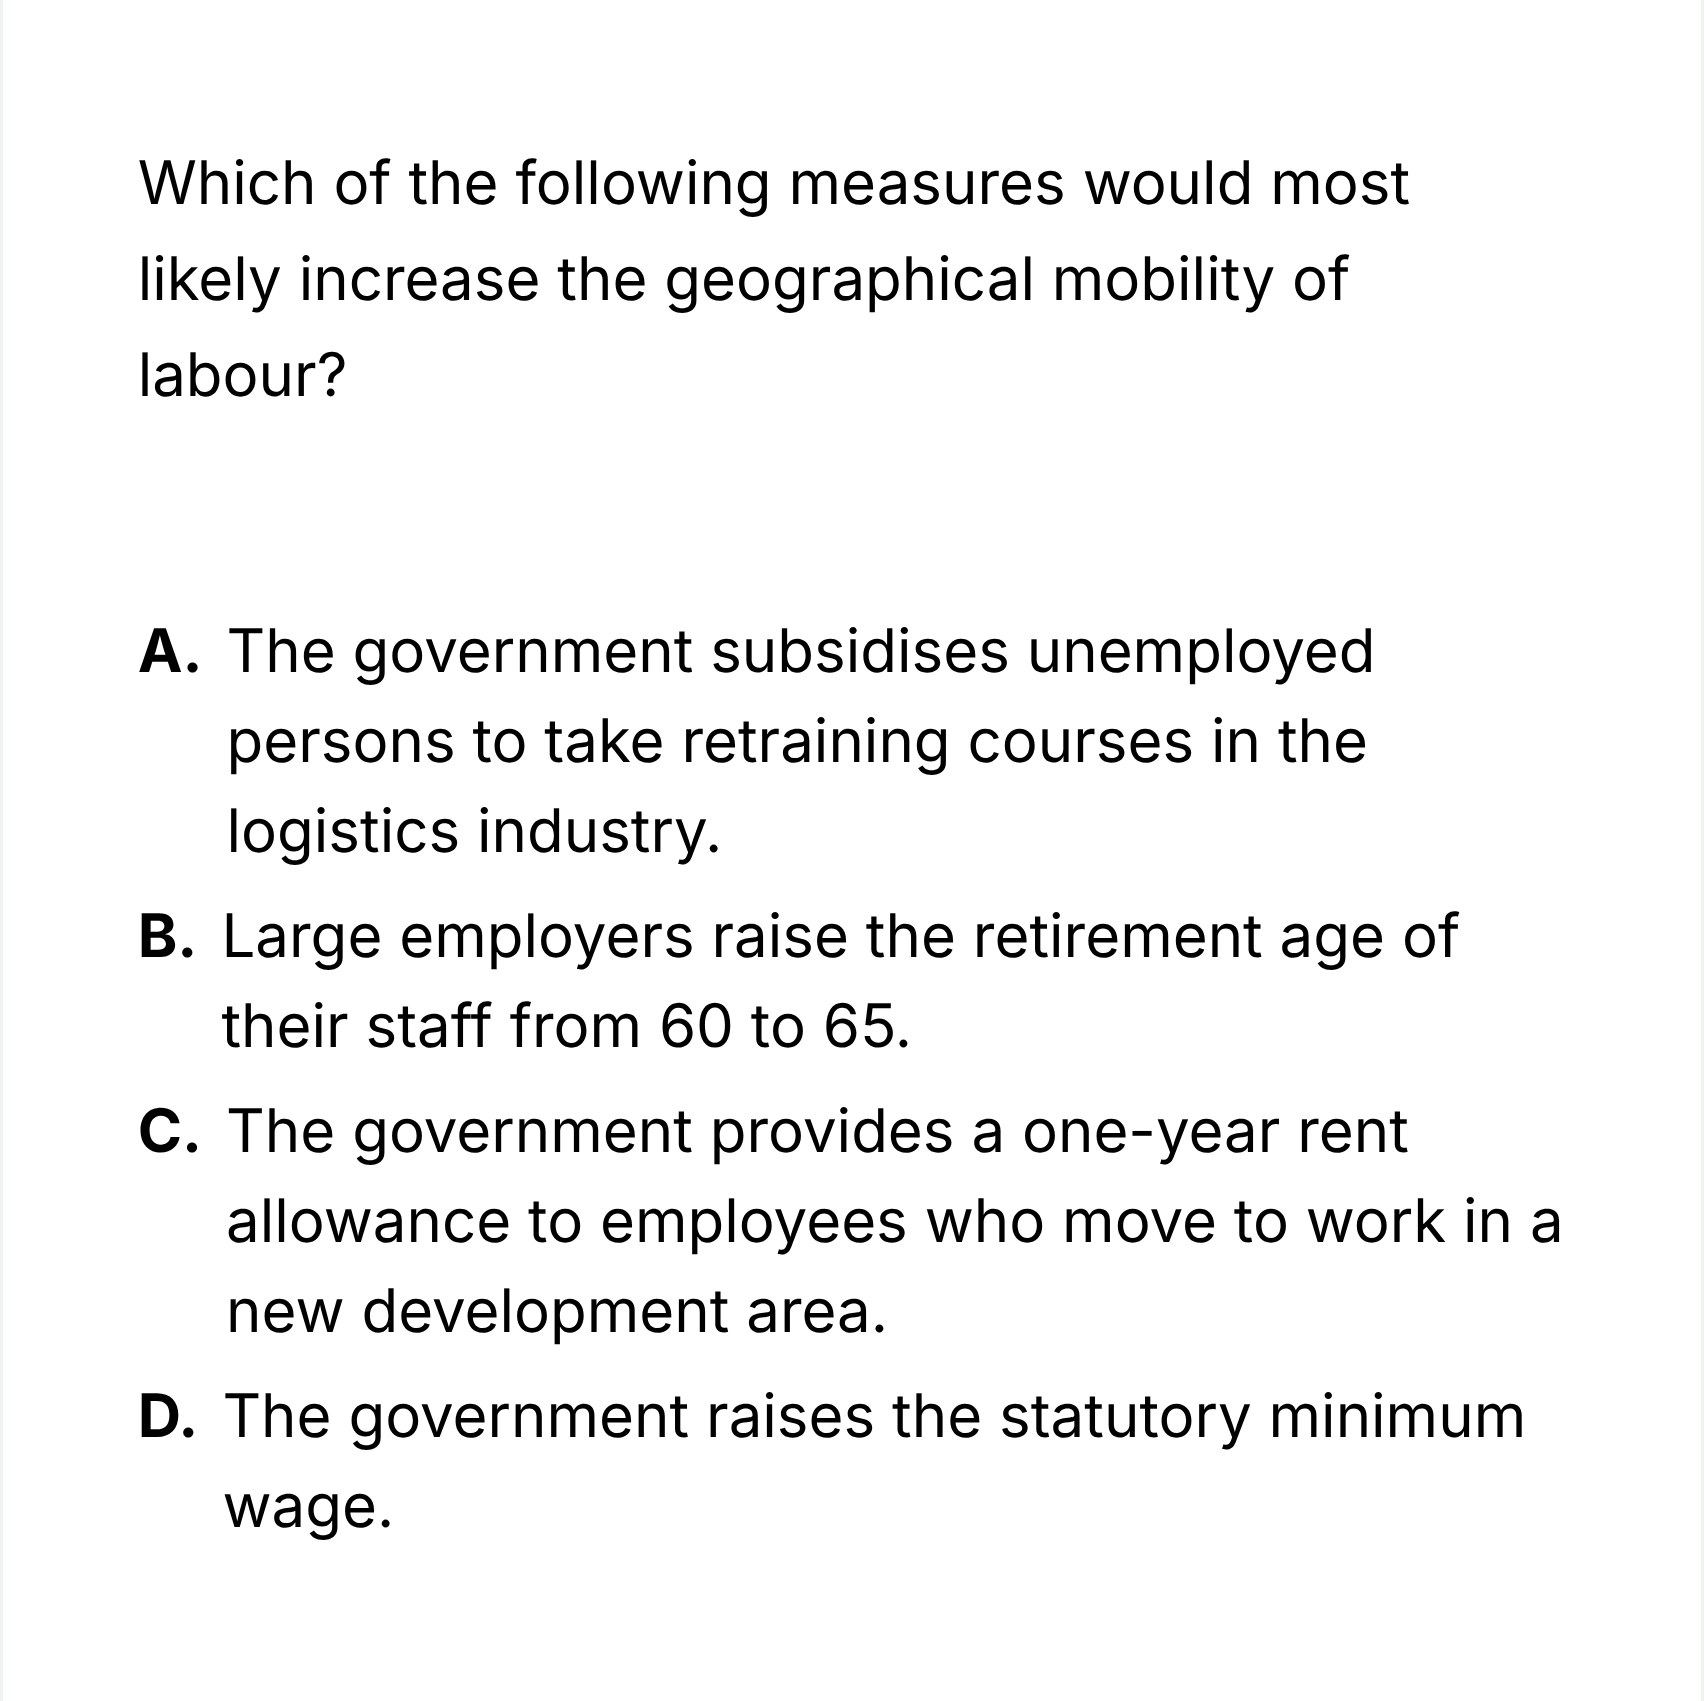 Which of the following measures would most
likely increase the geographical mobility of
labour?
A. The government subsidises unemployed
persons to take retraining courses in the
logistics industry.
B. Large employers raise the retirement age of
their staff from 60 to 65.
C. The government provides a one-year rent
allowance to employees who move to work in a
new development area.
D. The government raises the statutory minimum
wage.